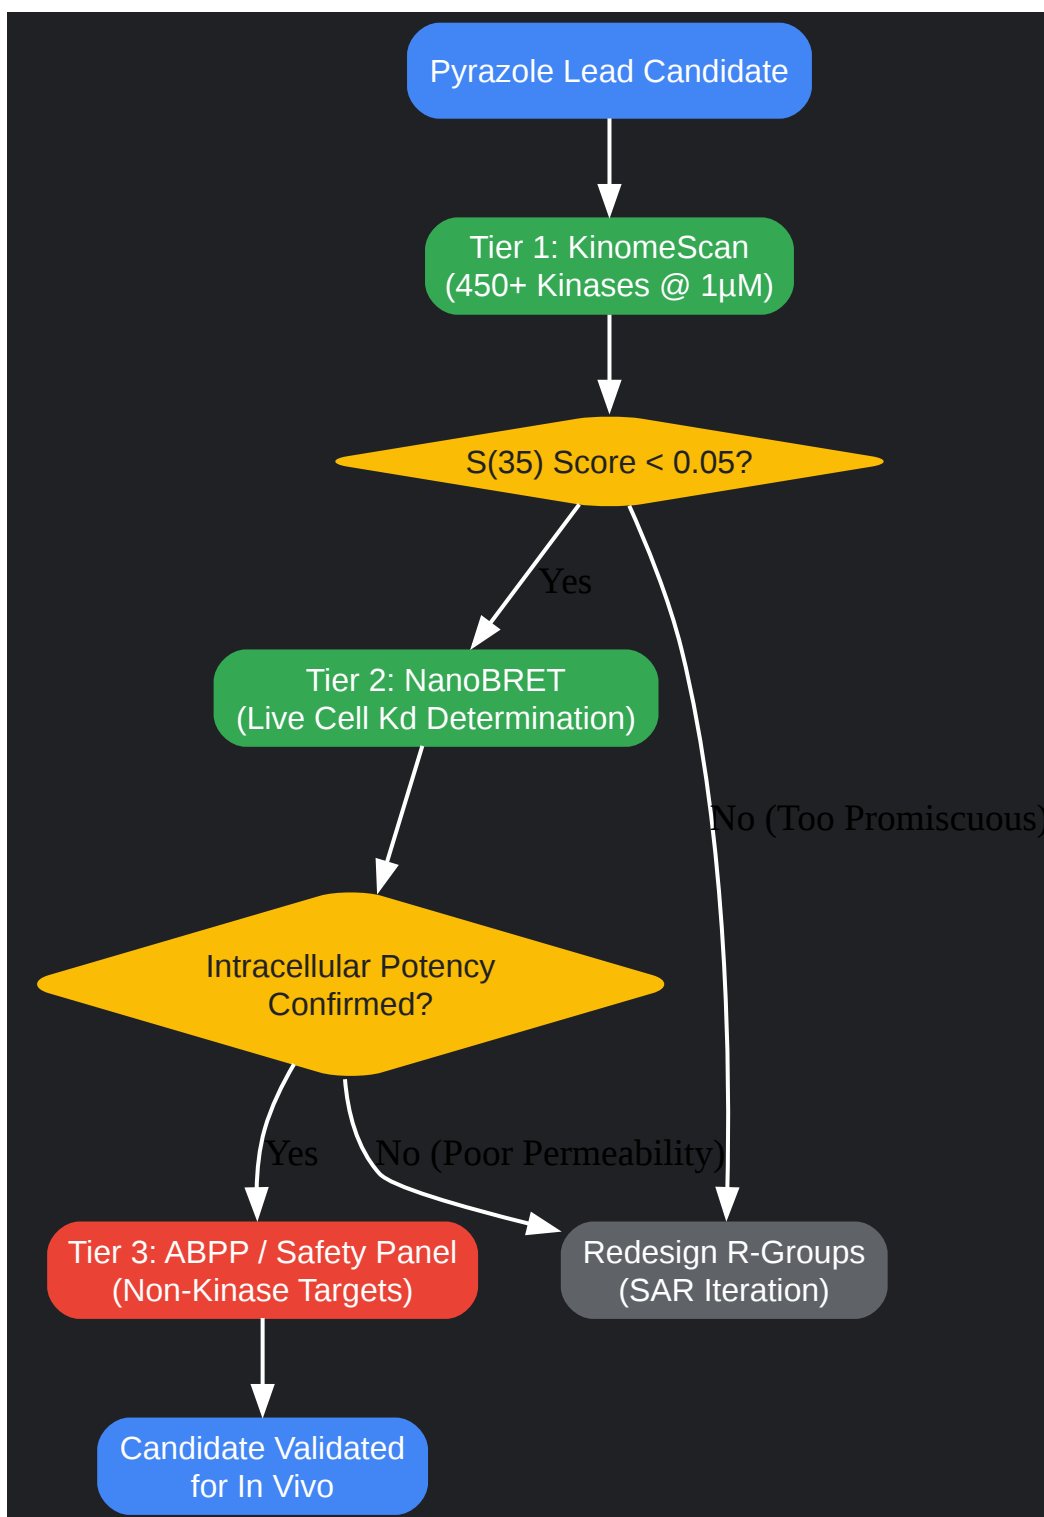 Pyrazole Lead Candidate
Tier 1: KinomeScan
(450+ Kinases @ 1µM)
S(35) Score < 0.05?
Yes
Tier 2: NanoBRET
(Live Cell Kd Determination)
No (Too Promiscuous)
Intracellular Potency
Confirmed?
Yes
No (Poor Permeability)
Tier 3: ABPP / Safety Panel
(Non-Kinase Targets)
Redesign R-Groups
(SAR Iteration)
Candidate Validated
for In Vivo